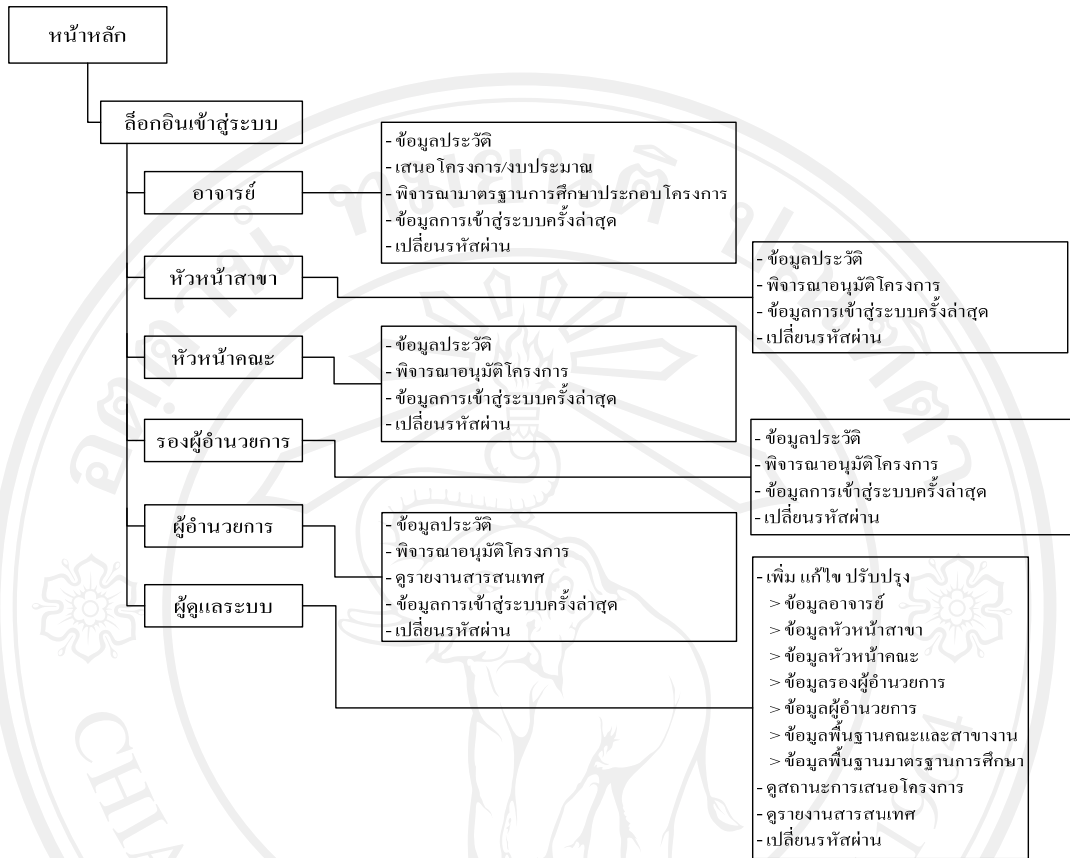 หน้าหลัก
ล็อกอินเข้าสู่ระบบ
อาจารย์
- ข้อมูลประวัติ
- เสนอโครงการ/งบประมาณ
- พิจารณามาตรฐานการศึกษาประกอบโครงการ
- ข้อมูลการเข้าสู่ระบบครั้งล่าสุด
- เปลี่ยนรหัสผ่าน
หัวหน้าสาขา
- ข้อมูลประวัติ
- พิจารณาอนุมัติโครงการ
- ข้อมูลการเข้าสู่ระบบครั้งล่าสุด
- เปลี่ยนรหัสผ่าน
หัวหน้าคณะ
- ข้อมูลประวัติ
- พิจารณาอนุมัติโครงการ
- ข้อมูลการเข้าสู่ระบบครั้งล่าสุด
- เปลี่ยนรหัสผ่าน
รองผู้อำนวยการ
- ข้อมูลประวัติ
- พิจารณาอนุมัติโครงการ
- ข้อมูลการเข้าสู่ระบบครั้งล่าสุด
- เปลี่ยนรหัสผ่าน
ผู้อำนวยการ
- ข้อมูลประวัติ
- พิจารณาอนุมัติโครงการ
- ดูรายงานสารสนเทศ
- ข้อมูลการเข้าสู่ระบบครั้งล่าสุด
- เปลี่ยนรหัสผ่าน
ผู้ดูแลระบบ
- เพิ่ม แก้ไข ปรับปรุง
> ข้อมูลอาจารย์
> ข้อมูลหัวหน้าสาขา
> ข้อมูลหัวหน้าคณะ
> ข้อมูลรองผู้อำนวยการ
> ข้อมูลผู้อำนวยการ
> ข้อมูลพื้นฐานคณะและสาขางาน
> ข้อมูลพื้นฐานมาตรฐานการศึกษา
- ดูสถานะการเสนอโครงการ
- ดูรายงานสารสนเทศ
- เปลี่ยนรหัสผ่าน